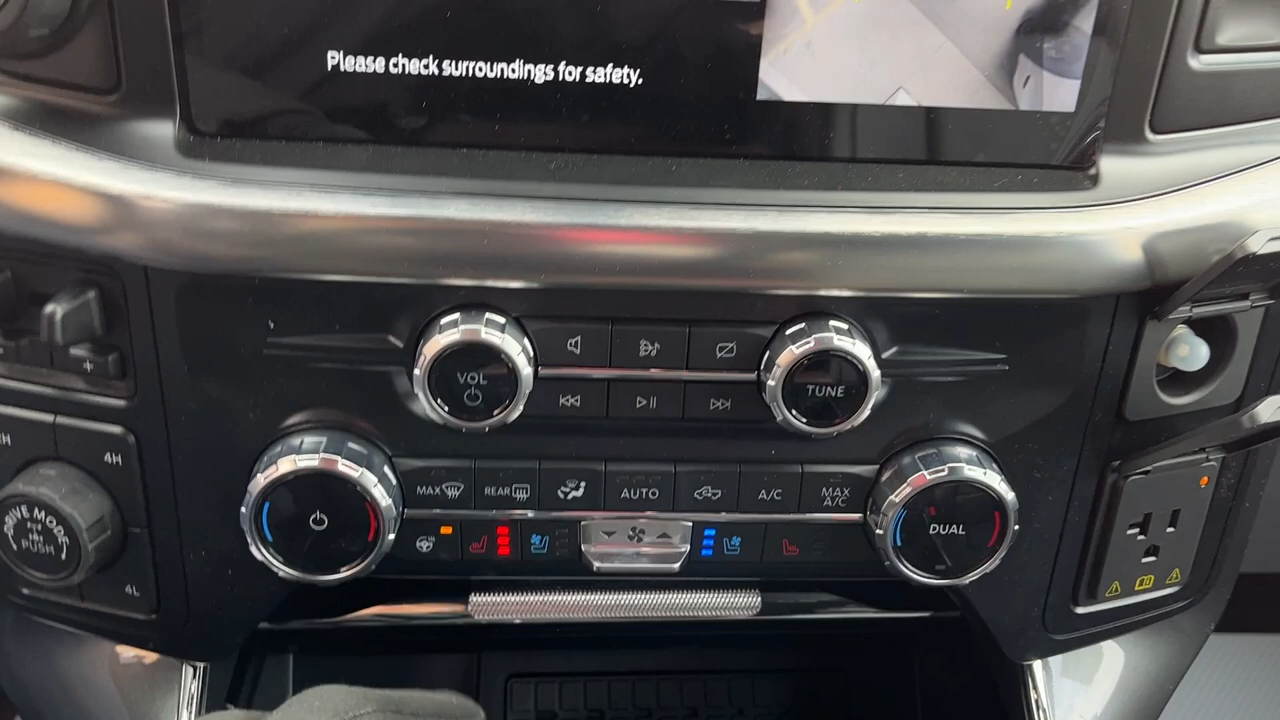 Please check surroundings for safety.
VOL
TUNE
4H
MAX
REAR
AUTO
A/C
MAX
A/C
DRIVE MODE
PUSH
DUAL
4L